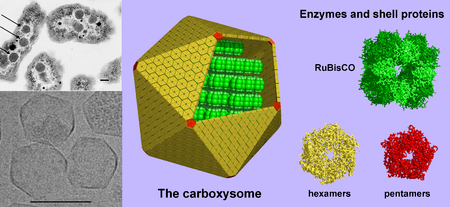 Enzymes and shell proteins
RuBisCO
The carboxysome
hexamers
pentamers